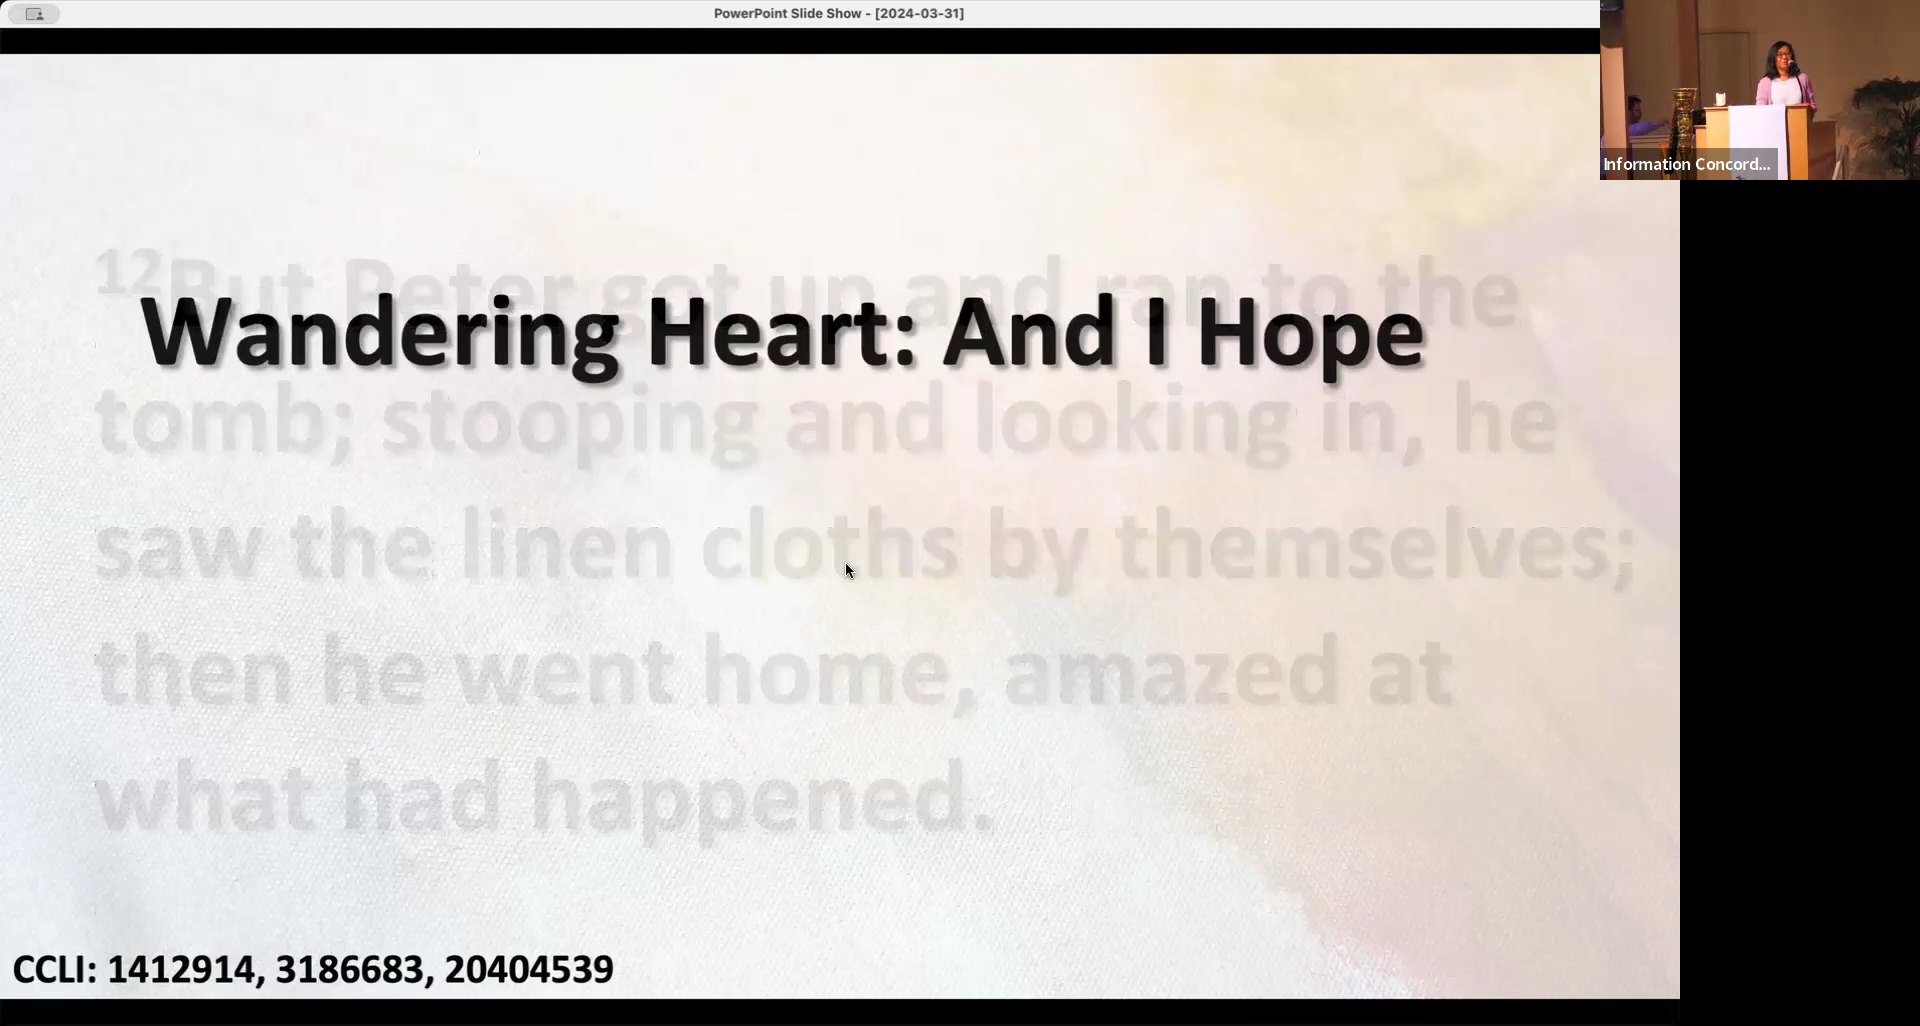 PowerPoint Slide Show - [2024-03-31]
Information Concord...
12But Peter got up and ran to the
Wandering Heart: And I Hope
tomb; stooping and looking in, he
saw the linen cloths by themselves;
then he went home, amazed at
what had happened.
CCLI: 1412914, 3186683, 20404539